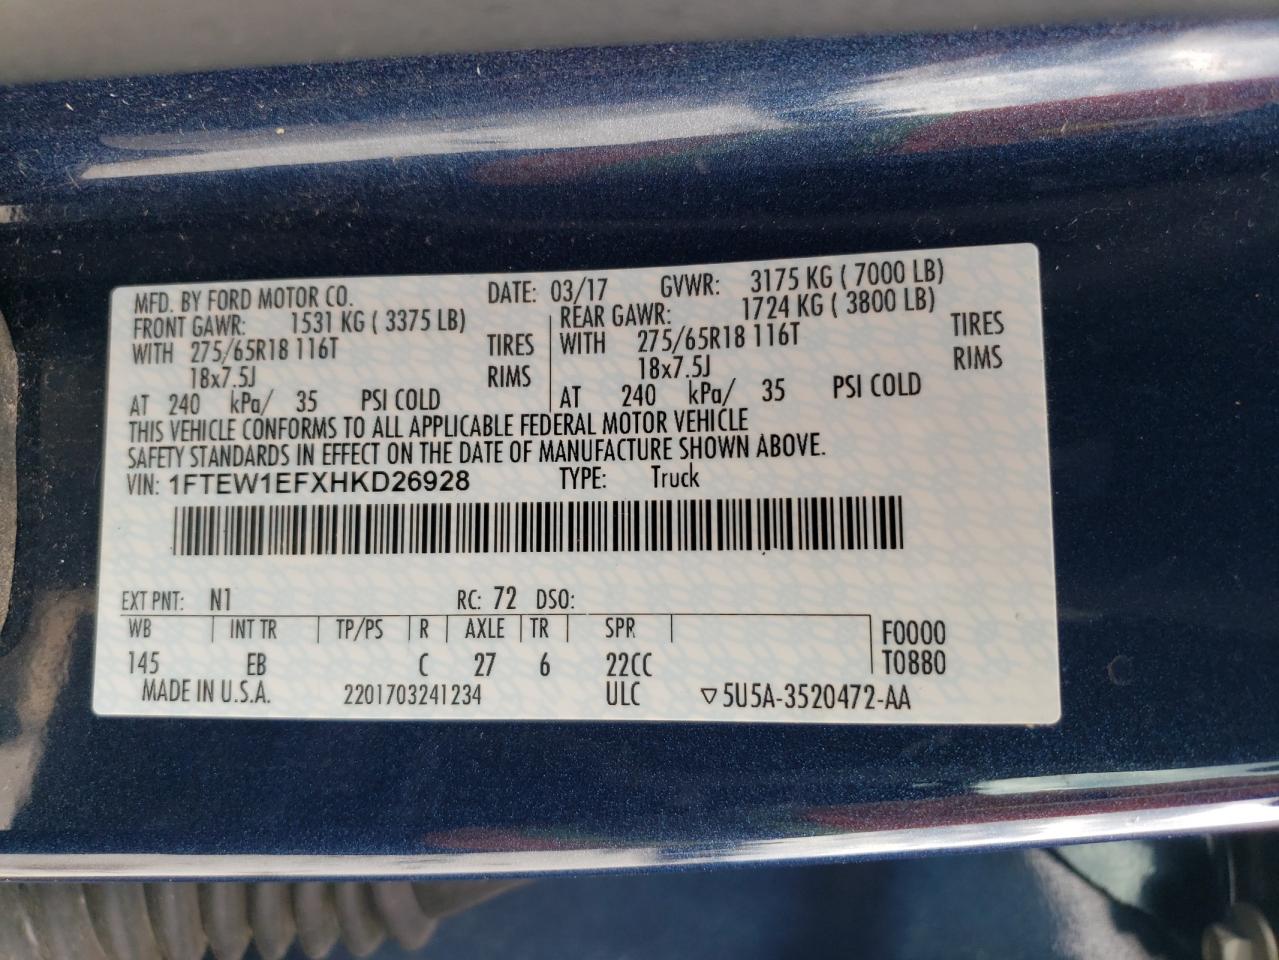 MFD. BY FORD MOTOR CO. DATE: 03/17 GVWR: 3175 KG ( 7000 LB)
FRONT GAWR: 1531 KG ( 3375 LB) REAR GAWR: 1724 KG ( 3800 LB)
WITH 275/65R18 116T TIRES WITH 275/65R18 116T TIRES
18x7.5J RIMS 18x7.5J RIMS
AT 240 kPa/ 35 PSI COLD AT 240 kPa/ 35 PSI COLD
THIS VEHICLE CONFORMS TO ALL APPLICABLE FEDERAL MOTOR VEHICLE
SAFETY STANDARDS IN EFFECT ON THE DATE OF MANUFACTURE SHOWN ABOVE.
VIN: 1FTEW1EFXHKD26928 TYPE: Truck
EXT PNT: N1 RC: 72 DSO:
WB INT TR TP/PS R AXLE TR SPR F0000
145 EB C 27 6 22CC T0880
MADE IN U.S.A. 2201703241234 ULC ▽5U5A-3520472-AA